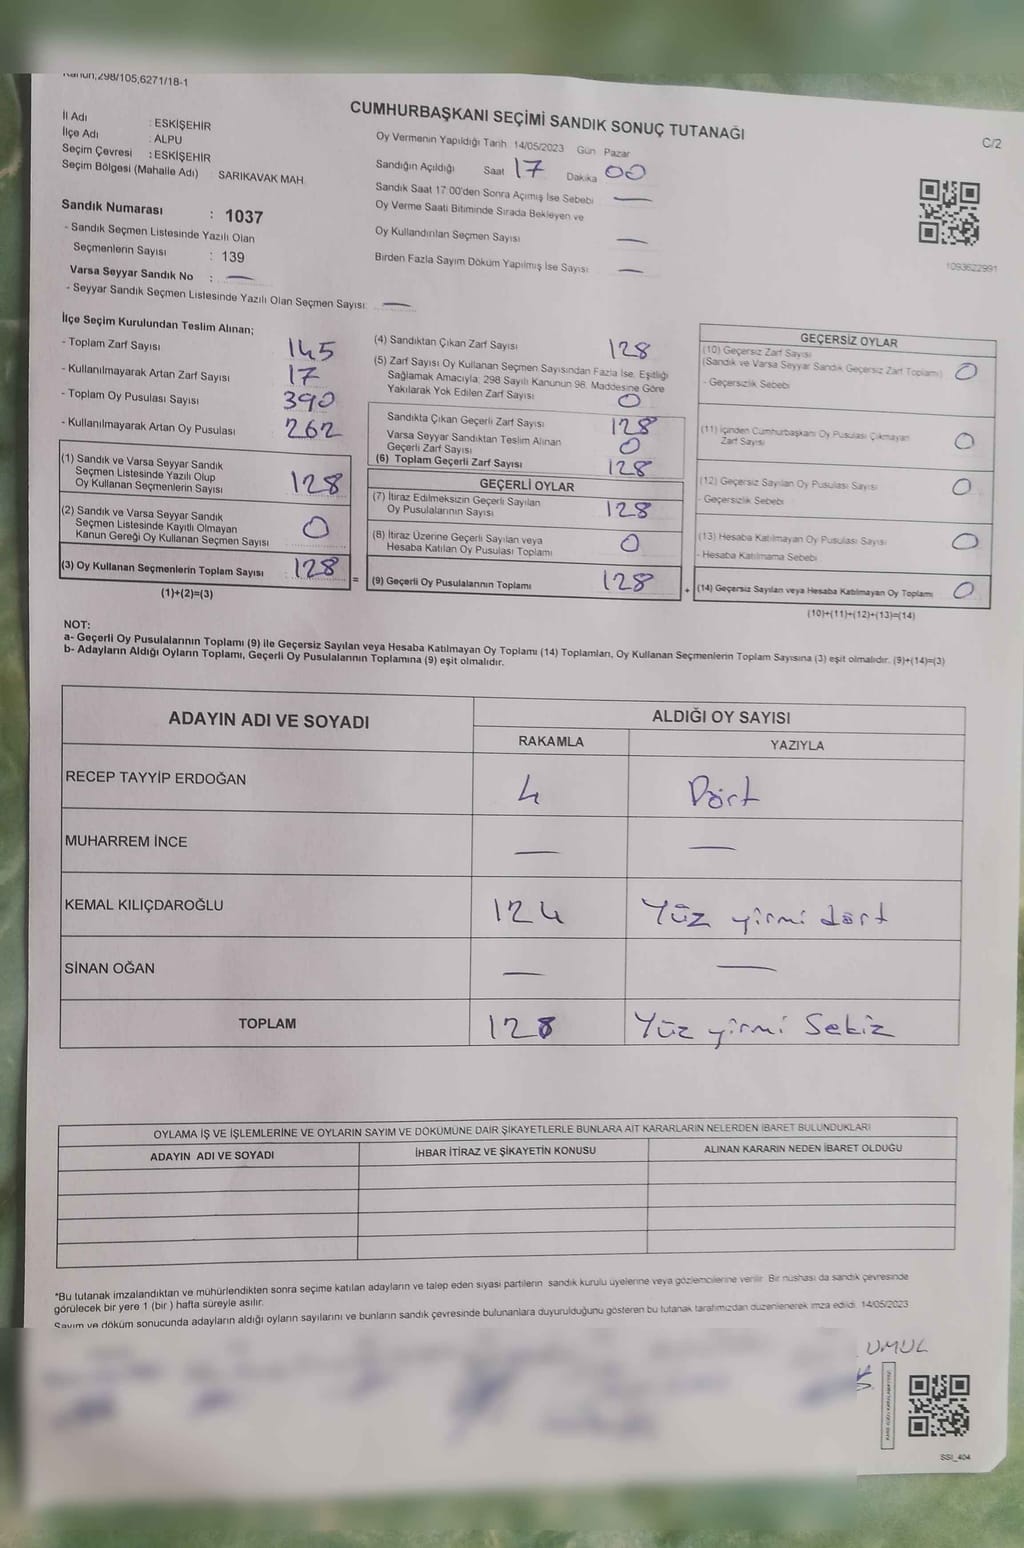 Kanun,298/105,6271/18-1
CUMHURBAŞKANI SEÇİMİ SANDIK SONUÇ TUTANAĞI
C/2
İl Adı : ESKİŞEHİR
İlçe Adı : ALPU
Seçim Çevresi : ESKİŞEHİR
Seçim Bölgesi (Mahalle Adı) : SARIKAVAK MAH.
Oy Vermenin Yapıldığı Tarih 14/05/2023 Gün Pazar
Sandığın Açıldığı Saat 17 Dakika 00
Sandık Saat 17:00'den Sonra Açımış İse Sebebi —
Oy Verme Saati Bitiminde Sırada Bekleyen ve
Oy Kullandırılan Seçmen Sayısı —
Birden Fazla Sayım Döküm Yapılmış İse Sayısı —
1093622991
Sandık Numarası : 1037
- Sandık Seçmen Listesinde Yazılı Olan
Seçmenlerin Sayısı : 139
Varsa Seyyar Sandık No : —
- Seyyar Sandık Seçmen Listesinde Yazılı Olan Seçmen Sayısı: —
İlçe Seçim Kurulundan Teslim Alınan;
- Toplam Zarf Sayısı 145
- Kullanılmayarak Artan Zarf Sayısı 17
- Toplam Oy Pusulası Sayısı 390
- Kullanılmayarak Artan Oy Pusulası 262
(1) Sandık ve Varsa Seyyar Sandık
Seçmen Listesinde Yazılı Olup
Oy Kullanan Seçmenlerin Sayısı 128
(2) Sandık ve Varsa Seyyar Sandık
Seçmen Listesinde Kayıtlı Olmayan
Kanun Gereği Oy Kullanan Seçmen Sayısı 0
(3) Oy Kullanan Seçmenlerin Toplam Sayısı 128 =
(1)+(2)=(3)
(4) Sandıktan Çıkan Zarf Sayısı 128
(5) Zarf Sayısı Oy Kullanan Seçmen Sayısından Fazla İse, Eşitliği
Sağlamak Amacıyla, 298 Sayılı Kanunun 98. Maddesine Göre
Yakılarak Yok Edilen Zarf Sayısı 0
Sandıkta Çıkan Geçerli Zarf Sayısı 128
Varsa Seyyar Sandıktan Teslim Alınan
Geçerli Zarf Sayısı 0
(6) Toplam Geçerli Zarf Sayısı 128
GEÇERLİ OYLAR
(7) İtiraz Edilmeksizin Geçerli Sayılan
Oy Pusulalarının Sayısı 128
(8) İtiraz Üzerine Geçerli Sayılan veya
Hesaba Katılan Oy Pusulası Toplamı 0
(9) Geçerli Oy Pusulalarının Toplamı 128 +
GEÇERSİZ OYLAR
(10) Geçersiz Zarf Sayısı
(Sandık ve Varsa Seyyar Sandık Geçersiz Zarf Toplamı) 0
- Geçersizlik Sebebi
(11) İçinden Cumhurbaşkanı Oy Pusulası Çıkmayan
Zarf Sayısı 0
(12) Geçersiz Sayılan Oy Pusulası Sayısı 0
- Geçersizlik Sebebi
(13) Hesaba Katılmayan Oy Pusulası Sayısı 0
- Hesaba Katılmama Sebebi
(14) Geçersiz Sayılan veya Hesaba Katılmayan Oy Toplamı 0
(10)+(11)+(12)+(13)=(14)
NOT:
a- Geçerli Oy Pusulalarının Toplamı (9) ile Geçersiz Sayılan veya Hesaba Katılmayan Oy Toplamı (14) Toplamları, Oy Kullanan Seçmenlerin Toplam Sayısına (3) eşit olmalıdır. (9)+(14)=(3)
b- Adayların Aldığı Oyların Toplamı, Geçerli Oy Pusulalarının Toplamına (9) eşit olmalıdır.
ADAYIN ADI VE SOYADI
ALDIĞI OY SAYISI
RAKAMLA YAZIYLA
RECEP TAYYİP ERDOĞAN 4 Dört
MUHARREM İNCE — —
KEMAL KILIÇDAROĞLU 124 Yüz yirmi dört
SİNAN OĞAN — —
TOPLAM 128 Yüz yirmi Sekiz
OYLAMA İŞ VE İŞLEMLERİNE VE OYLARIN SAYIM VE DÖKÜMÜNE DAİR ŞİKAYETLERLE BUNLARA AİT KARARLARIN NELERDEN İBARET BULUNDUKLARI
ADAYIN ADI VE SOYADI İHBAR İTİRAZ VE ŞİKAYETİN KONUSU ALINAN KARARIN NEDEN İBARET OLDUĞU
*Bu tutanak imzalandıktan ve mühürlendikten sonra seçime katılan adayların ve talep eden siyasi partilerin sandık kurulu üyelerine veya gözlemcilerine verilir. Bir nüshası da sandık çevresinde
görülecek bir yere 1 (bir ) hafta süreyle asılır.
Sayım ve döküm sonucunda adayların aldığı oyların sayılarını ve bunların sandık çevresinde bulunanlara duyurulduğunu gösteren bu tutanak tarafımızdan düzenlenerek imza edildi. 14/05/2023
UMUL
SSI_404